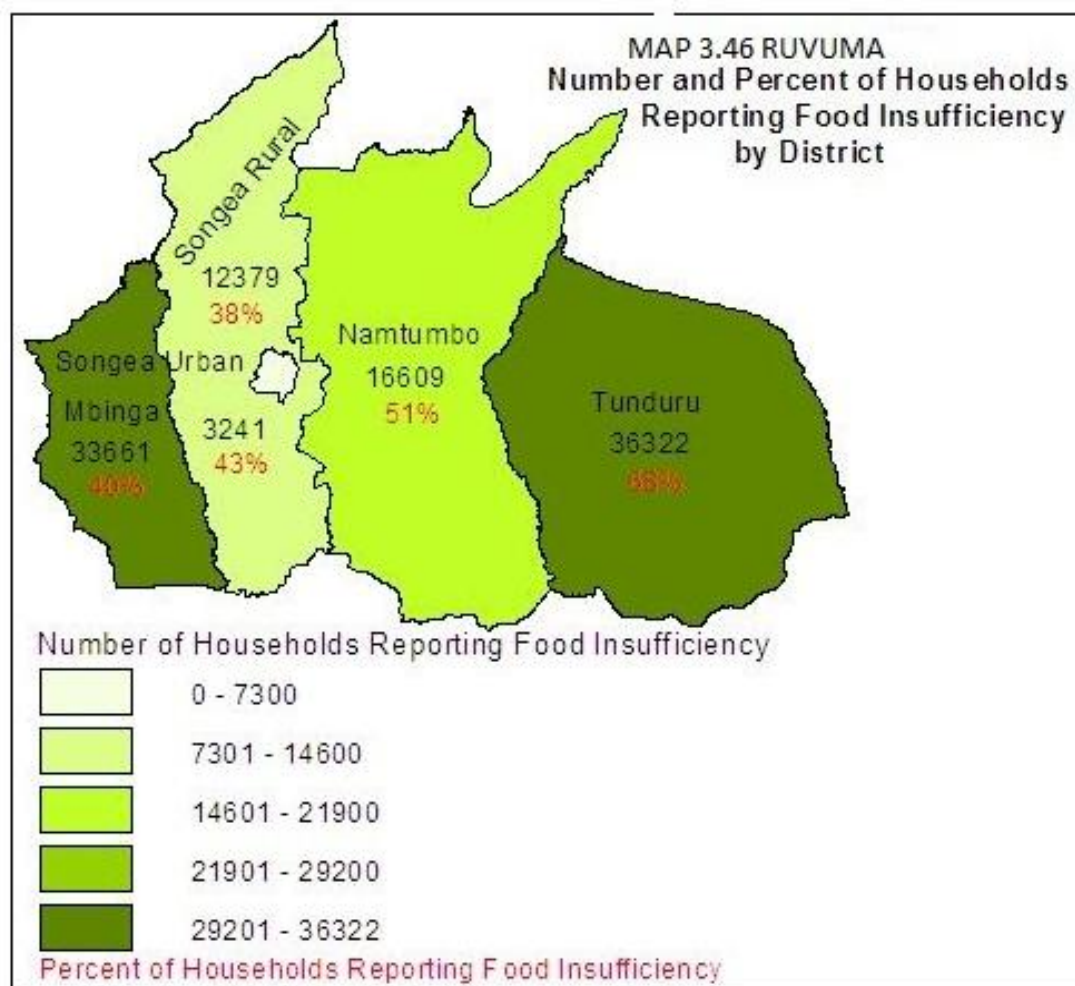 MAP 3.46 RUVUMA
Number and Percent of Households
Reporting Food Insufficiency
by District
Songea Rural
12379
38%
Songea Urban
3241
43%
Mbinga
33661
40%
Namtumbo
16609
51%
Tunduru
36322
Number of Households Reporting Food Insufficiency
0 - 7300
7301 - 14600
14601 - 21900
21901 - 29200
29201 - 36322
Percent of Households Reporting Food Insufficiency